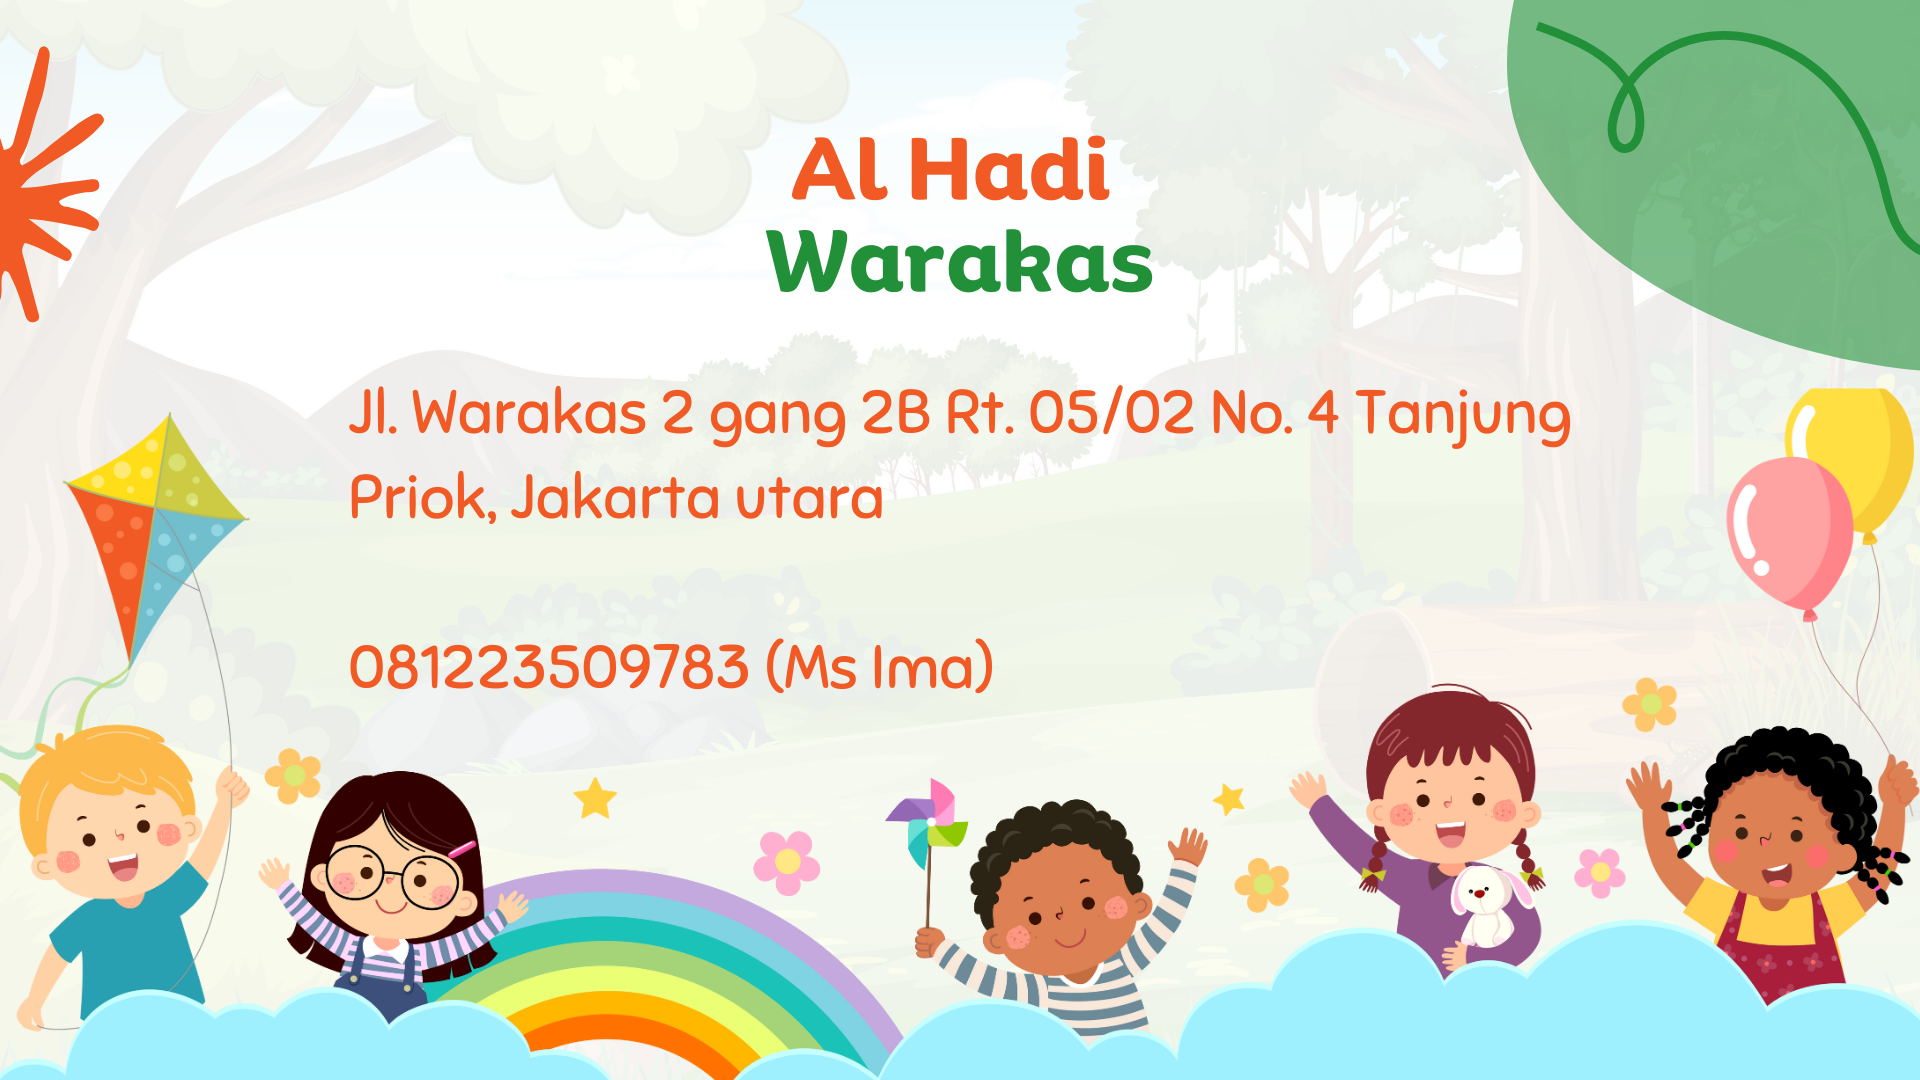 Al Hadi
Warakas
Jl. Warakas 2 gang 2B Rt. 05/02 No. 4 Tanjung
Priok, Jakarta utara
081223509783 (Ms Ima)